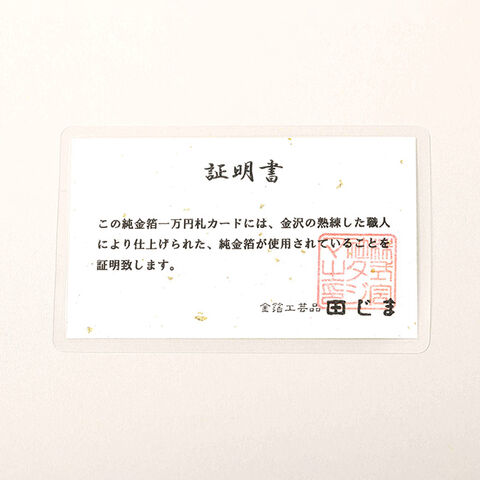 証明書
この純金箔一万円札カードには、金沢の熟練した職人
により仕上げられた、純金箔が使用されていることを
証明致します。
金箔工芸品 田じま